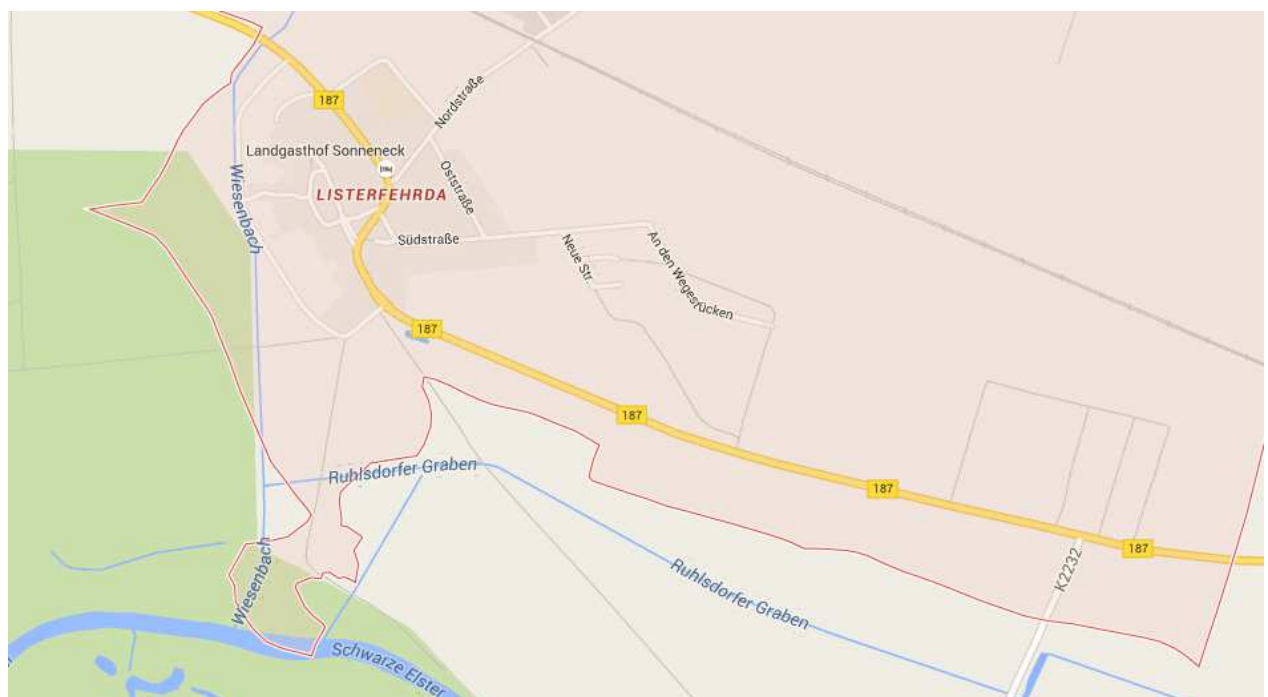 187
Nordstraße
Landgasthof Sonneneck
Wiesenbach
LISTERFEHRDA
Oststraße
Südstraße
Neue Str.
An den Wegesrücken
187
187
Ruhlsdorfer Graben
187
187
Wiesenbach
Ruhlsdorfer Graben
K2232
Schwarze Elster